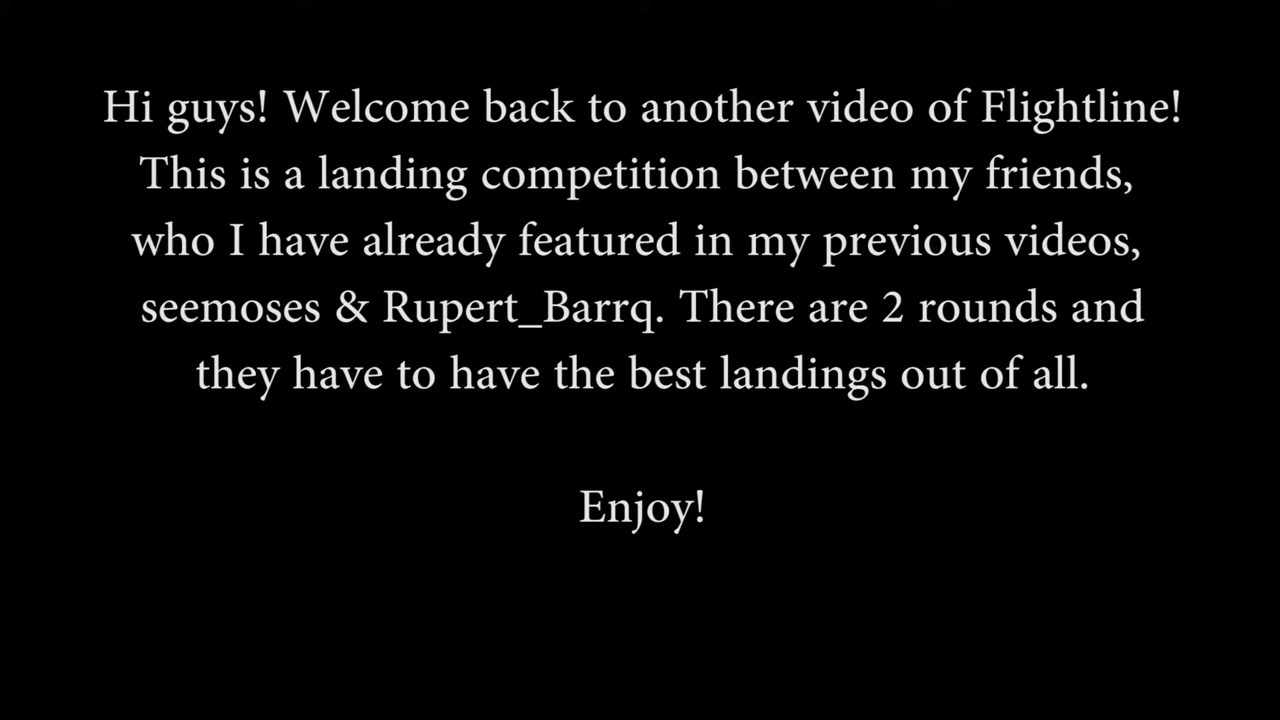 Hi guys! Welcome back to another video of Flightline!
This is a landing competition between my friends,
who I have already featured in my previous videos,
seemoses & Rupert_Barrq. There are 2 rounds and
they have to have the best landings out of all.
Enjoy!